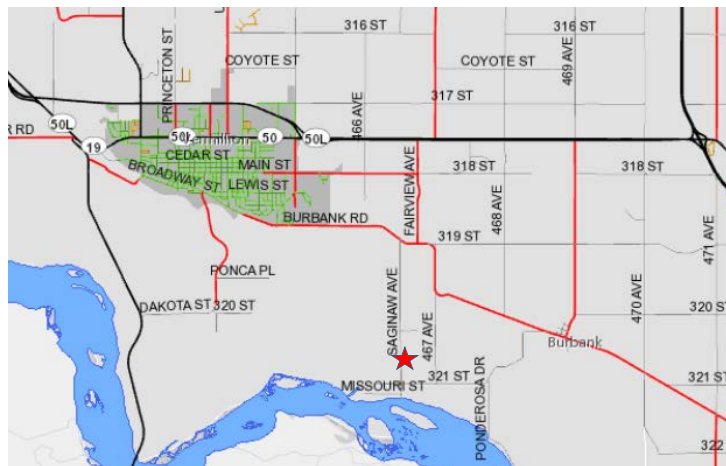 316 ST
316 ST
PRINCETON ST
COYOTE ST
COYOTE ST
469 AVE
317 ST
466 AVE
50L
R RD
19
50L
50
50L
CEDAR ST
MAIN ST
BROADWAY ST
LEWIS ST
318 ST
318 ST
FAIRVIEW AVE
468 AVE
BURBANK RD
319 ST
471 AVE
PONCA PL
DAKOTA ST
320 ST
320 ST
SAGINAW AVE
467 AVE
470 AVE
Burbank
321 ST
321 ST
MISSOURI ST
PONDEROSA DR
322